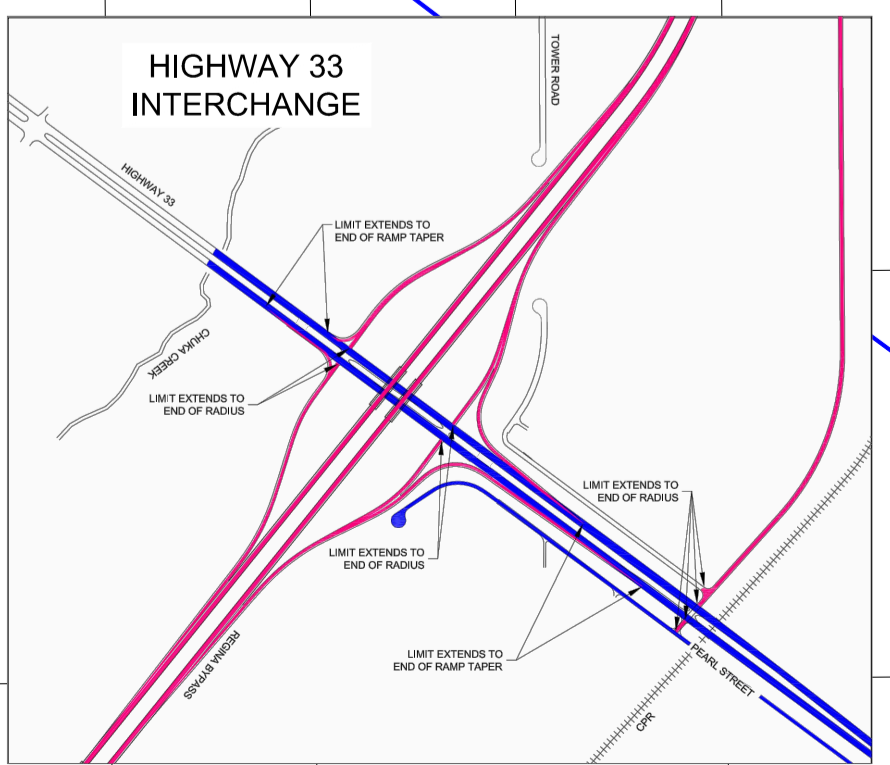 HIGHWAY 33
INTERCHANGE
TOWER ROAD
HIGHWAY 33
LIMIT EXTENDS TO
END OF RAMP TAPER
CHUKA CREEK
LIMIT EXTENDS TO
END OF RADIUS
LIMIT EXTENDS TO
END OF RADIUS
LIMIT EXTENDS TO
END OF RADIUS
REGINA BYPASS
LIMIT EXTENDS TO
END OF RAMP TAPER
PEARL STREET
CPR